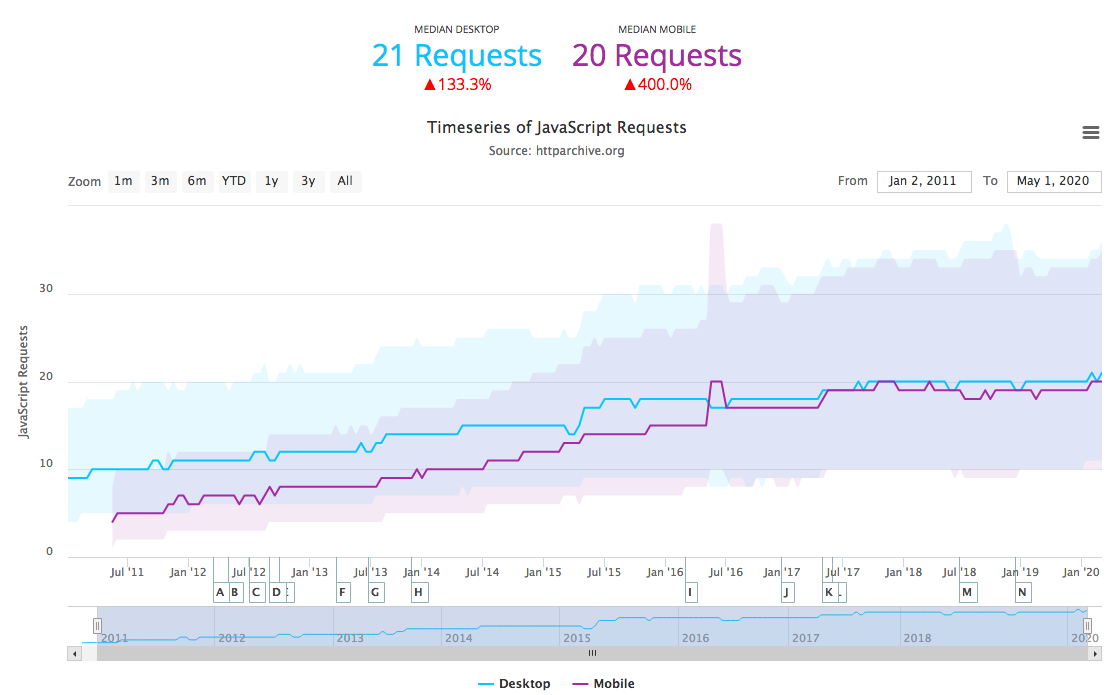 MEDIAN DESKTOP MEDIAN MOBILE
21 Requests 20 Requests
▲133.3% ▲400.0%
Timeseries of JavaScript Requests
Source: httparchive.org
Zoom 1m 3m 6m YTD 1y 3y All From Jan 2, 2011 To May 1, 2020
JavaScript Requests
30
20
10
0
Jul '11 Jan '12 Jul '12 Jan '13 Jul '13 Jan '14 Jul '14 Jan '15 Jul '15 Jan '16 Jul '16 Jan '17 Jul '17 Jan '18 Jul '18 Jan '19 Jan '20
A B C D F G H I J K L M N
2011 2012 2013 2014 2015 2016 2017 2018 2020
Desktop Mobile